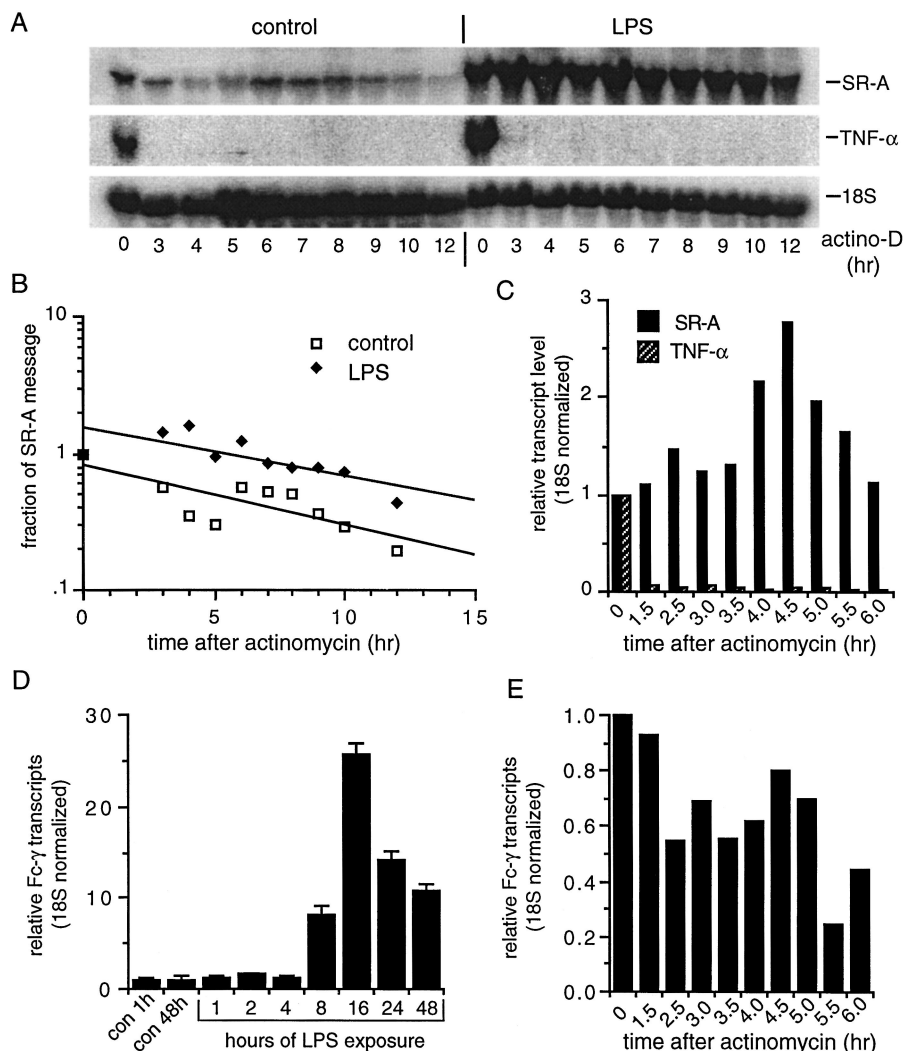 A
control
LPS
–SR-A
–TNF-α
–18S
0 3 4 5 6 7 8 9 10 12 0 3 4 5 6 7 8 9 10 12
actino-D
(hr)
B
fraction of SR-A message
10
1
.1
control
LPS
0 5 10 15
time after actinomycin (hr)
C
relative transcript level
(18S normalized)
3
2
1
0
SR-A
TNF-α
0 1.5 2.5 3.0 3.5 4.0 4.5 5.0 5.5 6.0
time after actinomycin (hr)
D
relative Fc-γ transcripts
(18S normalized)
30
20
10
0
con 1h con 48h 1 2 4 8 16 24 48
hours of LPS exposure
E
relative Fc-γ transcripts
(18S normalized)
1.0
0.8
0.6
0.4
0.2
0.0
0 1.5 2.5 3.0 3.5 4.0 4.5 5.0 5.5 6.0
time after actinomycin (hr)